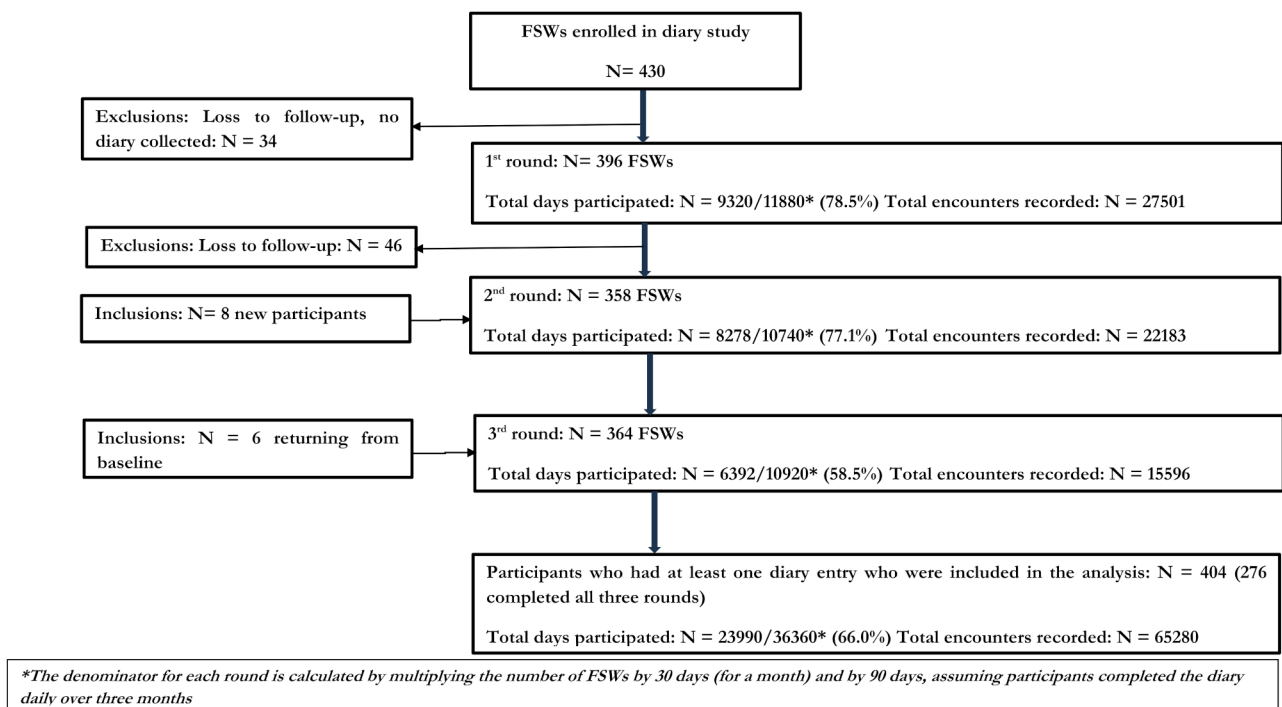 FSWs enrolled in diary study
N= 430
Exclusions: Loss to follow-up, no
diary collected: N = 34
1st round: N= 396 FSWs
Total days participated: N = 9320/11880* (78.5%) Total encounters recorded: N = 27501
Exclusions: Loss to follow-up: N = 46
2nd round: N = 358 FSWs
Inclusions: N= 8 new participants
Total days participated: N = 8278/10740* (77.1%) Total encounters recorded: N = 22183
3rd round: N = 364 FSWs
Inclusions: N = 6 returning from
baseline
Total days participated: N = 6392/10920* (58.5%) Total encounters recorded: N = 15596
Participants who had at least one diary entry who were included in the analysis: N = 404 (276
completed all three rounds)
Total days participated: N = 23990/36360* (66.0%) Total encounters recorded: N = 65280
*The denominator for each round is calculated by multiplying the number of FSWs by 30 days (for a month) and by 90 days, assuming participants completed the diary
daily over three months